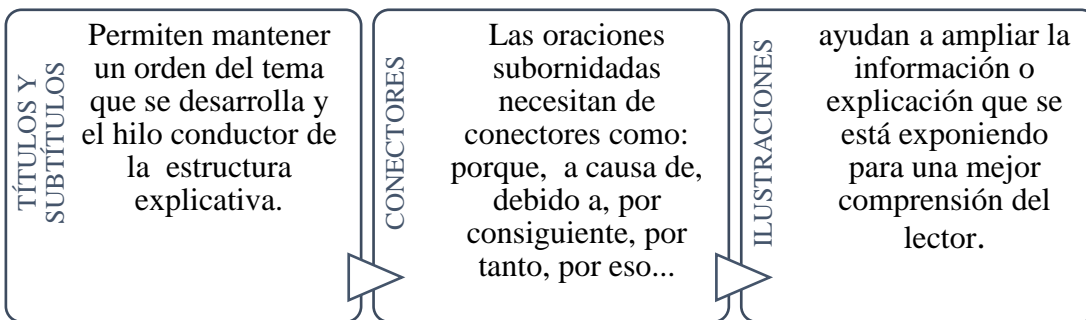 TÍTULOS Y
SUBTÍTULOS
Permiten mantener
un orden del tema
que se desarrolla y
el hilo conductor de
la estructura
explicativa.
CONECTORES
Las oraciones
subornidadas
necesitan de
conectores como:
porque, a causa de,
debido a, por
consiguiente, por
tanto, por eso...
ILUSTRACIONES
ayudan a ampliar la
información o
explicación que se
está exponiendo
para una mejor
comprensión del
lector.